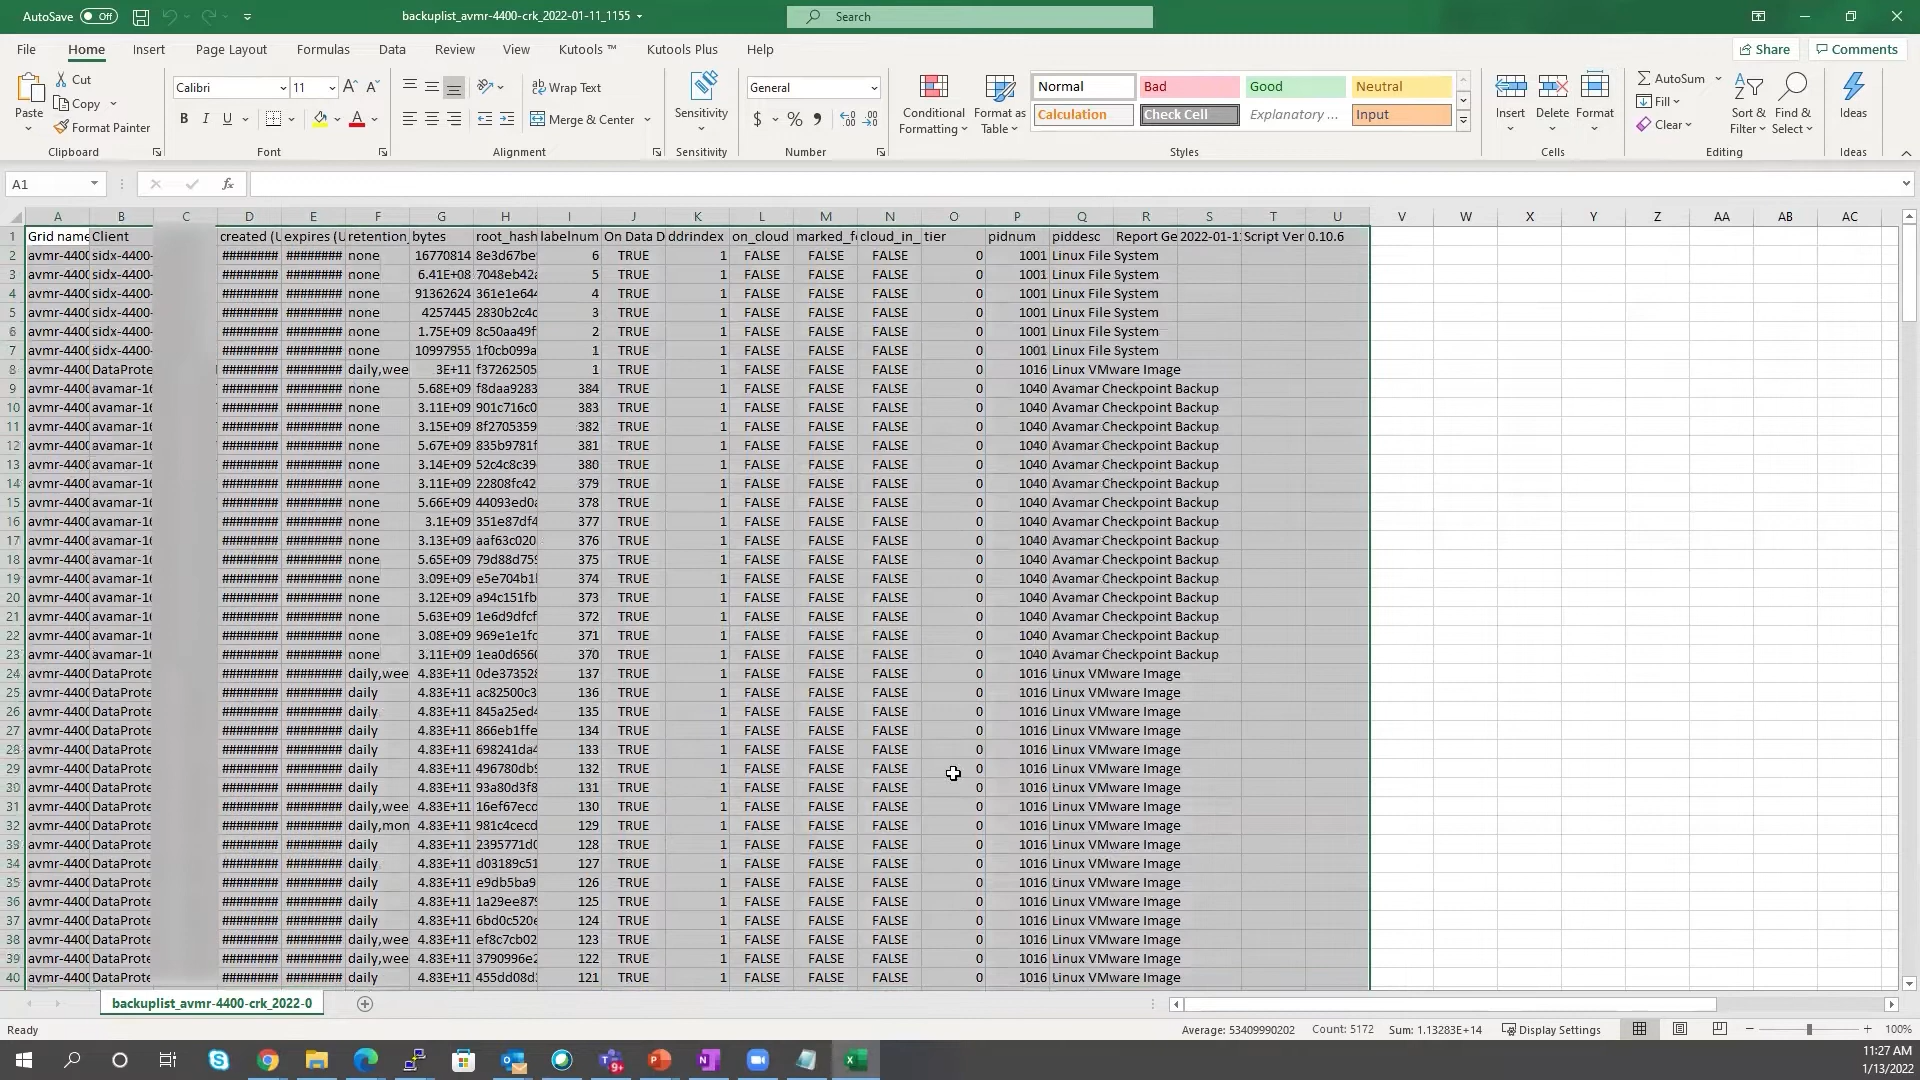 AutoSave Off backuplist_avmr-4400-crk_2022-01-11_1155 Search
File Home Insert Page Layout Formulas Data Review View Kutools ™ Kutools Plus Help Share Comments
Cut Calibri 11 Wrap Text General Normal Bad Good Neutral AutoSum
Paste Copy Merge & Center Sensitivity Conditional Formatting Format as Table Insert Delete Format Fill Sort & Filter Find & Select Ideas
Format Painter Calculation Check Cell Explanatory ... Input Clear
Clipboard Font Alignment Sensitivity Number Styles Cells Editing Ideas
A1
A B C D E F G H I J K L M N O P Q R S T U V W X Y Z AA AB AC
1 Grid name Client created (U expires (U retention_ bytes root_hash labelnum On Data D ddrindex on_cloud marked_f cloud_in_ tier pidnum piddesc Report Ge 2022-01-1 Script Ver 0.10.6
2 avmr-4400 sidx-4400- ######## ######## none 16770814 8e3d67be 6 TRUE 1 FALSE FALSE FALSE 0 1001 Linux File System
3 avmr-4400 sidx-4400- ######## ######## none 6.41E+08 7048eb42 5 TRUE 1 FALSE FALSE FALSE 0 1001 Linux File System
4 avmr-4400 sidx-4400- ######## ######## none 91362624 361e1e644 4 TRUE 1 FALSE FALSE FALSE 0 1001 Linux File System
5 avmr-4400 sidx-4400- ######## ######## none 4257445 2830b2c4c 3 TRUE 1 FALSE FALSE FALSE 0 1001 Linux File System
6 avmr-4400 sidx-4400- ######## ######## none 1.75E+09 8c50aa49f 2 TRUE 1 FALSE FALSE FALSE 0 1001 Linux File System
7 avmr-4400 sidx-4400- ######## ######## none 10997955 1f0cb099a 1 TRUE 1 FALSE FALSE FALSE 0 1001 Linux File System
8 avmr-4400 DataProte ######## ######## daily,wee 3E+11 f37262505 1 TRUE 1 FALSE FALSE FALSE 0 1016 Linux VMware Image
9 avmr-4400 avamar-16 ######## ######## none 5.68E+09 f8daa9283 384 TRUE 1 FALSE FALSE FALSE 0 1040 Avamar Checkpoint Backup
10 avmr-4400 avamar-16 ######## ######## none 3.11E+09 901c716c0 383 TRUE 1 FALSE FALSE FALSE 0 1040 Avamar Checkpoint Backup
11 avmr-4400 avamar-16 ######## ######## none 3.15E+09 8f2705359 382 TRUE 1 FALSE FALSE FALSE 0 1040 Avamar Checkpoint Backup
12 avmr-4400 avamar-16 ######## ######## none 5.67E+09 835b9781f 381 TRUE 1 FALSE FALSE FALSE 0 1040 Avamar Checkpoint Backup
13 avmr-4400 avamar-16 ######## ######## none 3.14E+09 52c4c8c39 380 TRUE 1 FALSE FALSE FALSE 0 1040 Avamar Checkpoint Backup
14 avmr-4400 avamar-16 ######## ######## none 3.11E+09 22808fc42 379 TRUE 1 FALSE FALSE FALSE 0 1040 Avamar Checkpoint Backup
15 avmr-4400 avamar-16 ######## ######## none 5.66E+09 44093ed0a 378 TRUE 1 FALSE FALSE FALSE 0 1040 Avamar Checkpoint Backup
16 avmr-4400 avamar-16 ######## ######## none 3.1E+09 351e87df4 377 TRUE 1 FALSE FALSE FALSE 0 1040 Avamar Checkpoint Backup
17 avmr-4400 avamar-16 ######## ######## none 3.13E+09 aaf63c020 376 TRUE 1 FALSE FALSE FALSE 0 1040 Avamar Checkpoint Backup
18 avmr-4400 avamar-16 ######## ######## none 5.65E+09 79d88d759 375 TRUE 1 FALSE FALSE FALSE 0 1040 Avamar Checkpoint Backup
19 avmr-4400 avamar-16 ######## ######## none 3.09E+09 e5e704b1 374 TRUE 1 FALSE FALSE FALSE 0 1040 Avamar Checkpoint Backup
20 avmr-4400 avamar-16 ######## ######## none 3.12E+09 a94c151fb 373 TRUE 1 FALSE FALSE FALSE 0 1040 Avamar Checkpoint Backup
21 avmr-4400 avamar-16 ######## ######## none 5.63E+09 1e6d9dfcf 372 TRUE 1 FALSE FALSE FALSE 0 1040 Avamar Checkpoint Backup
22 avmr-4400 avamar-16 ######## ######## none 3.08E+09 969e1e1fc 371 TRUE 1 FALSE FALSE FALSE 0 1040 Avamar Checkpoint Backup
23 avmr-4400 avamar-16 ######## ######## none 3.11E+09 1ea0d6560 370 TRUE 1 FALSE FALSE FALSE 0 1040 Avamar Checkpoint Backup
24 avmr-4400 DataProte ######## ######## daily,wee 4.83E+11 0de373528 137 TRUE 1 FALSE FALSE FALSE 0 1016 Linux VMware Image
25 avmr-4400 DataProte ######## ######## daily 4.83E+11 ac82500c3 136 TRUE 1 FALSE FALSE FALSE 0 1016 Linux VMware Image
26 avmr-4400 DataProte ######## ######## daily 4.83E+11 845a25ed4 135 TRUE 1 FALSE FALSE FALSE 0 1016 Linux VMware Image
27 avmr-4400 DataProte ######## ######## daily 4.83E+11 866eb1ffe 134 TRUE 1 FALSE FALSE FALSE 0 1016 Linux VMware Image
28 avmr-4400 DataProte ######## ######## daily 4.83E+11 698241da4 133 TRUE 1 FALSE FALSE FALSE 0 1016 Linux VMware Image
29 avmr-4400 DataProte ######## ######## daily 4.83E+11 496780db9 132 TRUE 1 FALSE FALSE FALSE 0 1016 Linux VMware Image
30 avmr-4400 DataProte ######## ######## daily 4.83E+11 93a80d3f8 131 TRUE 1 FALSE FALSE FALSE 0 1016 Linux VMware Image
31 avmr-4400 DataProte ######## ######## daily,wee 4.83E+11 16ef67ecd 130 TRUE 1 FALSE FALSE FALSE 0 1016 Linux VMware Image
32 avmr-4400 DataProte ######## ######## daily,mon 4.83E+11 981c4cecd 129 TRUE 1 FALSE FALSE FALSE 0 1016 Linux VMware Image
33 avmr-4400 DataProte ######## ######## daily 4.83E+11 2395771d0 128 TRUE 1 FALSE FALSE FALSE 0 1016 Linux VMware Image
34 avmr-4400 DataProte ######## ######## daily 4.83E+11 d03189c51 127 TRUE 1 FALSE FALSE FALSE 0 1016 Linux VMware Image
35 avmr-4400 DataProte ######## ######## daily 4.83E+11 e9db5ba9 126 TRUE 1 FALSE FALSE FALSE 0 1016 Linux VMware Image
36 avmr-4400 DataProte ######## ######## daily 4.83E+11 1a29ee879 125 TRUE 1 FALSE FALSE FALSE 0 1016 Linux VMware Image
37 avmr-4400 DataProte ######## ######## daily 4.83E+11 6bd0c520e 124 TRUE 1 FALSE FALSE FALSE 0 1016 Linux VMware Image
38 avmr-4400 DataProte ######## ######## daily,wee 4.83E+11 ef8c7cb02 123 TRUE 1 FALSE FALSE FALSE 0 1016 Linux VMware Image
39 avmr-4400 DataProte ######## ######## daily,wee 4.83E+11 3790996e2 122 TRUE 1 FALSE FALSE FALSE 0 1016 Linux VMware Image
40 avmr-4400 DataProte ######## ######## daily 4.83E+11 455dd08d 121 TRUE 1 FALSE FALSE FALSE 0 1016 Linux VMware Image
backuplist_avmr-4400-crk_2022-0
Ready Average: 53409990202 Count: 5172 Sum: 1.13283E+14 Display Settings 100%
11:27 AM
1/13/2022